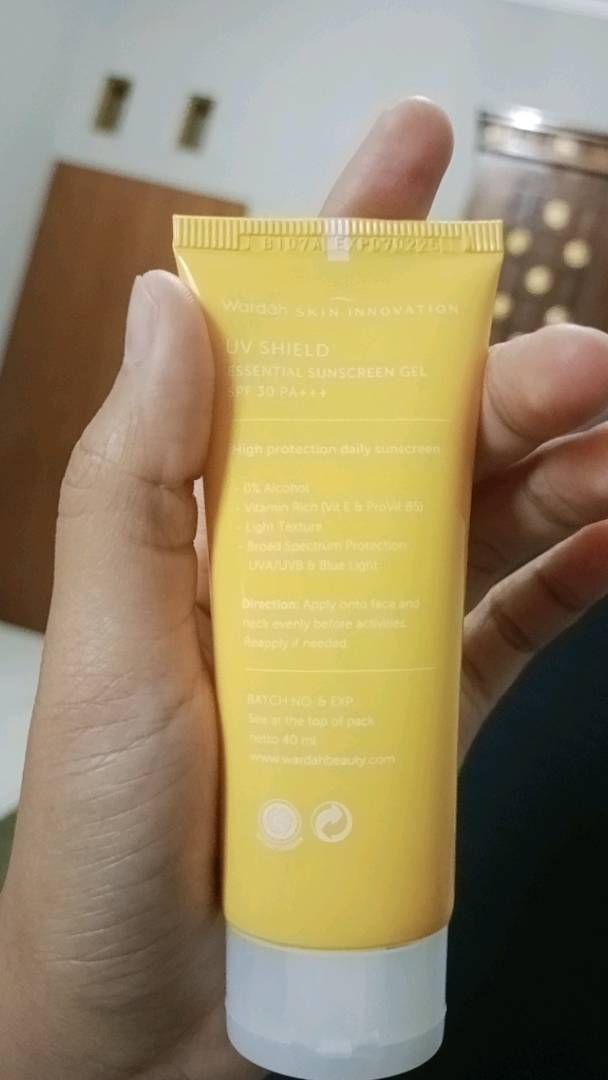 B107A EXP070225
Wardah SKIN INNOVATION
UV SHIELD
ESSENTIAL SUNSCREEN GEL
SPF 30 PA+++
High protection daily sunscreen
- 0% Alcohol
- Vitamin Rich (Vit E & ProVit B5)
- Light Texture
- Broad Spectrum Protection
UVA/UVB & Blue Light
Direction: Apply onto face and
neck evenly before activities.
Reapply if needed.
BATCH NO. & EXP.
See at the top of pack
netto 40 ml
www.wardahbeauty.com